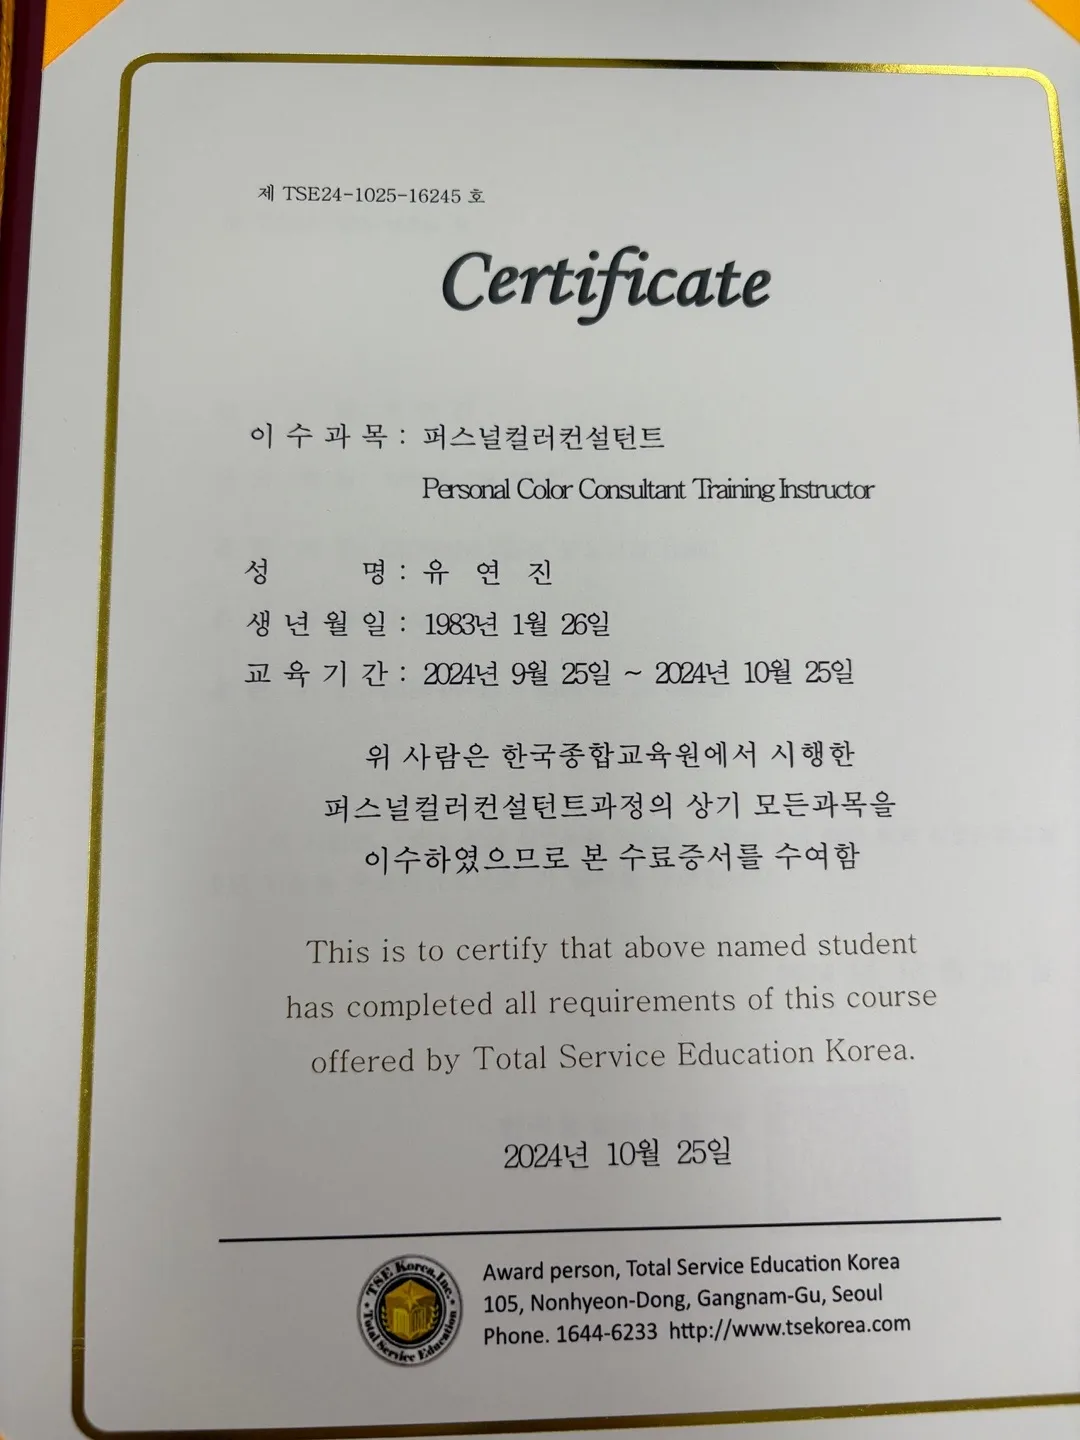 제 TSE24-1025-16245 호
Certificate
이 수 과 목 : 퍼스널컬러컨설턴트
Personal Color Consultant Training Instructor
성 명 : 유 연 진
생 년 월 일 : 1983년 1월 26일
교 육 기 간 : 2024년 9월 25일 ~ 2024년 10월 25일
위 사람은 한국종합교육원에서 시행한
퍼스널컬러컨설턴트과정의 상기 모든과목을
이수하였으므로 본 수료증서를 수여함
This is to certify that above named student
has completed all requirements of this course
offered by Total Service Education Korea.
2024년 10월 25일
TSE Korea.Inc.
Total Service Education
Award person, Total Service Education Korea
105, Nonhyeon-Dong, Gangnam-Gu, Seoul
Phone. 1644-6233 http://www.tsekorea.com